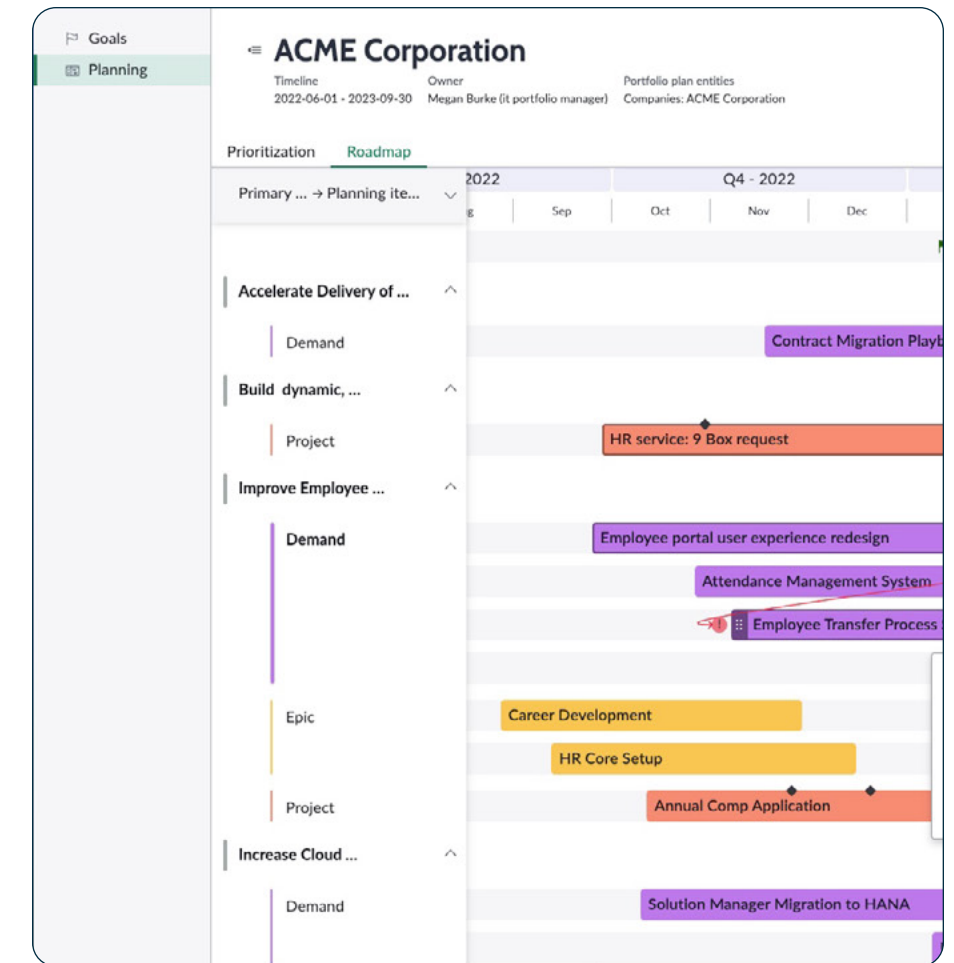 Goals
Planning
ACME Corporation
Timeline
Owner
Portfolio plan entities
2022-06-01 - 2023-09-30
Megan Burke (it portfolio manager)
Companies: ACME Corporation
Prioritization
Roadmap
2022
Q4 - 2022
Primary ... → Planning ite...
Sep
Oct
Nov
Dec
Accelerate Delivery of ...
Demand
Contract Migration
Build dynamic, ...
Project
HR service: 9 Box request
Improve Employee ...
Demand
Employee portal user experience redesign
Attendance Management System
Employee Transfer Process
Epic
Career Development
HR Core Setup
Project
Annual Comp Application
Increase Cloud ...
Demand
Solution Manager Migration to HANA